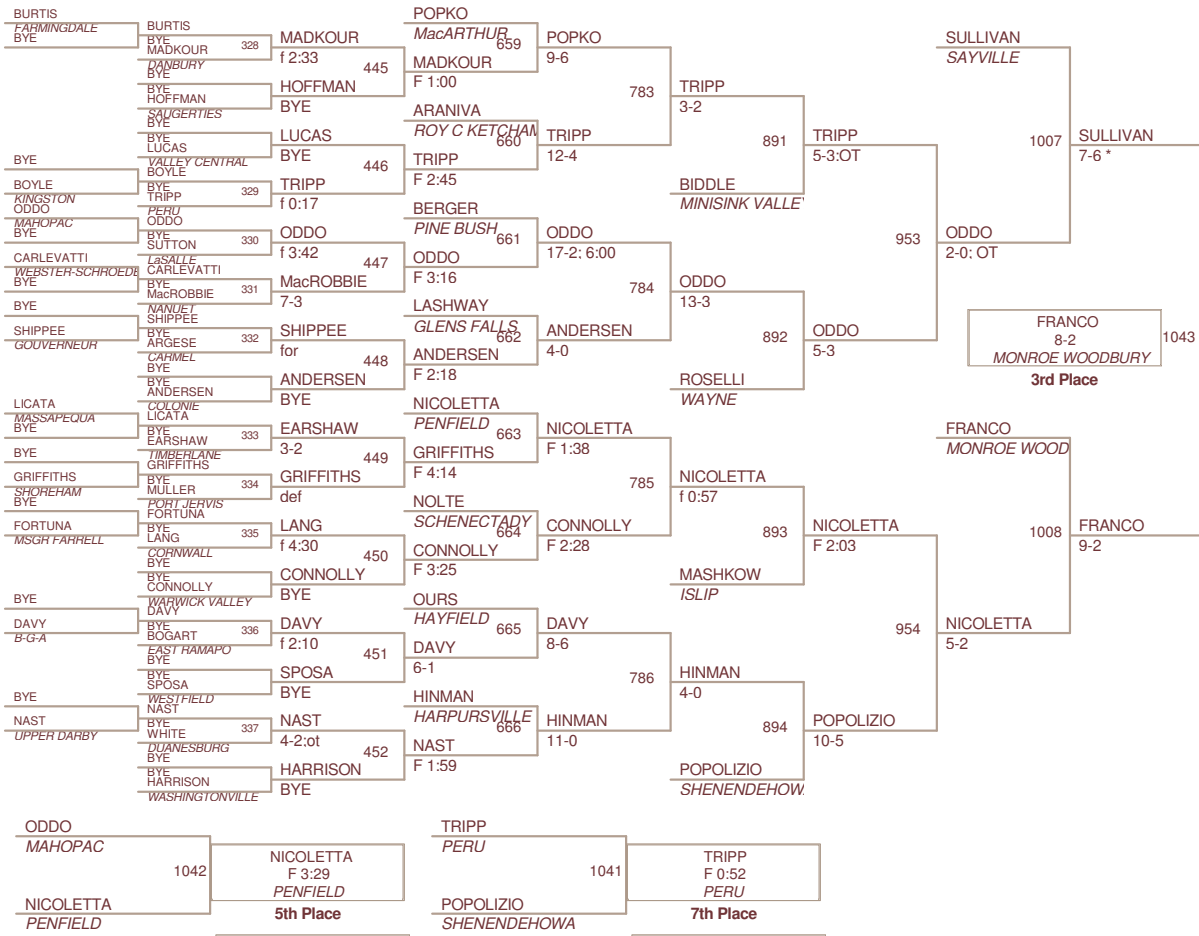 BURTIS
FARMINGDALE
BYE
BYE
BOYLE
KINGSTON
ODDO
MAHOPAC
BYE
CARLEVATTI
WEBSTER-SCHROEDE
BYE
BYE
SHIPPEE
GOUVERNEUR
LICATA
MASSAPEQUA
BYE
BYE
GRIFFITHS
SHOREHAM
BYE
FORTUNA
MSGR FARRELL
BYE
DAVY
B-G-A
BYE
NAST
UPPER DARBY
BURTIS
BYE
MADKOUR
328
DANBURY
BYE
BYE
HOFFMAN
SAUGERTIES
BYE
BYE
LUCAS
VALLEY CENTRAL
BOYLE
BYE
TRIPP
329
PERU
ODDO
BYE
SUTTON
330
LaSALLE
CARLEVATTI
BYE
MacROBBIE
331
NANUET
SHIPPEE
BYE
ARGESE
332
CARMEL
BYE
BYE
ANDERSEN
COLONIE
LICATA
BYE
EARSHAW
333
TIMBERLANE
GRIFFITHS
BYE
MULLER
334
PORT JERVIS
FORTUNA
BYE
LANG
335
CORNWALL
BYE
BYE
CONNOLLY
WARWICK VALLEY
DAVY
BYE
BOGART
336
EAST RAMAPO
BYE
BYE
SPOSA
WESTFIELD
NAST
BYE
WHITE
337
DUANESBURG
BYE
BYE
HARRISON
WASHINGTONVILLE
MADKOUR
f 2:33
445
HOFFMAN
BYE
LUCAS
BYE
446
TRIPP
f 0:17
ODDO
f 3:42
447
MacROBBIE
7-3
SHIPPEE
for
448
ANDERSEN
BYE
EARSHAW
3-2
449
GRIFFITHS
def
LANG
f 4:30
450
CONNOLLY
BYE
DAVY
f 2:10
451
SPOSA
BYE
NAST
4-2:ot
452
HARRISON
BYE
POPKO
MacARTHUR
659
MADKOUR
F 1:00
ARANIVA
ROY C KETCHAM
660
TRIPP
F 2:45
BERGER
PINE BUSH
661
ODDO
F 3:16
LASHWAY
GLENS FALLS
662
ANDERSEN
F 2:18
NICOLETTA
PENFIELD
663
GRIFFITHS
F 4:14
NOLTE
SCHENECTADY
664
CONNOLLY
F 3:25
OURS
HAYFIELD
665
DAVY
6-1
HINMAN
HARPURSVILLE
666
NAST
F 1:59
POPKO
9-6
783
TRIPP
12-4
ODDO
17-2; 6:00
784
ANDERSEN
4-0
NICOLETTA
F 1:38
785
CONNOLLY
F 2:28
DAVY
8-6
786
HINMAN
11-0
TRIPP
3-2
891
BIDDLE
MINISINK VALLEY
ODDO
13-3
892
ROSELLI
WAYNE
NICOLETTA
f 0:57
893
MASHKOW
ISLIP
HINMAN
4-0
894
POPOLIZIO
SHENENDEHOW
TRIPP
5-3:OT
953
ODDO
5-3
NICOLETTA
F 2:03
954
POPOLIZIO
10-5
SULLIVAN
SAYVILLE
1007
ODDO
2-0; OT
FRANCO
MONROE WOOD
1008
NICOLETTA
5-2
SULLIVAN
7-6 *
FRANCO
8-2
1043
MONROE WOODBURY
3rd Place
FRANCO
9-2
ODDO
MAHOPAC
1042
NICOLETTA
PENFIELD
NICOLETTA
F 3:29
PENFIELD
5th Place
TRIPP
PERU
1041
POPOLIZIO
SHENENDEHOWA
TRIPP
F 0:52
PERU
7th Place